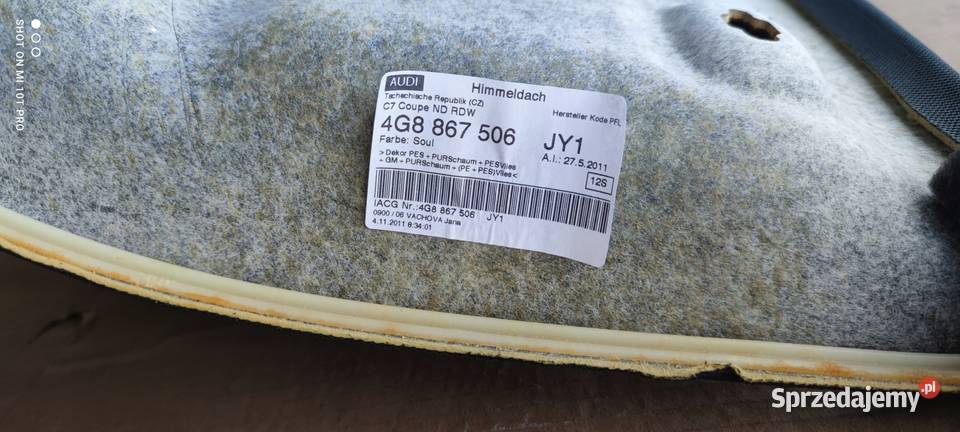 SHOT ON MI 10T PRO
AUDI
Himmeldach
Tschechische Republik (CZ)
Hersteller Kode PFL
C7 Coupe ND RDW
4G8 867 506 JY1
Farbe: Soul
A.I.: 27.5.2011
> Dekor PES + PURSchaum + PESVlies
+ GM + PURSchaum + (PE + PES)Vlies<
12S
IACG Nr.:4G8 867 506 JY1
0900 / 06 VACHOVA Jana
4.11.2011 8:34:01
Sprzedajemy.pl